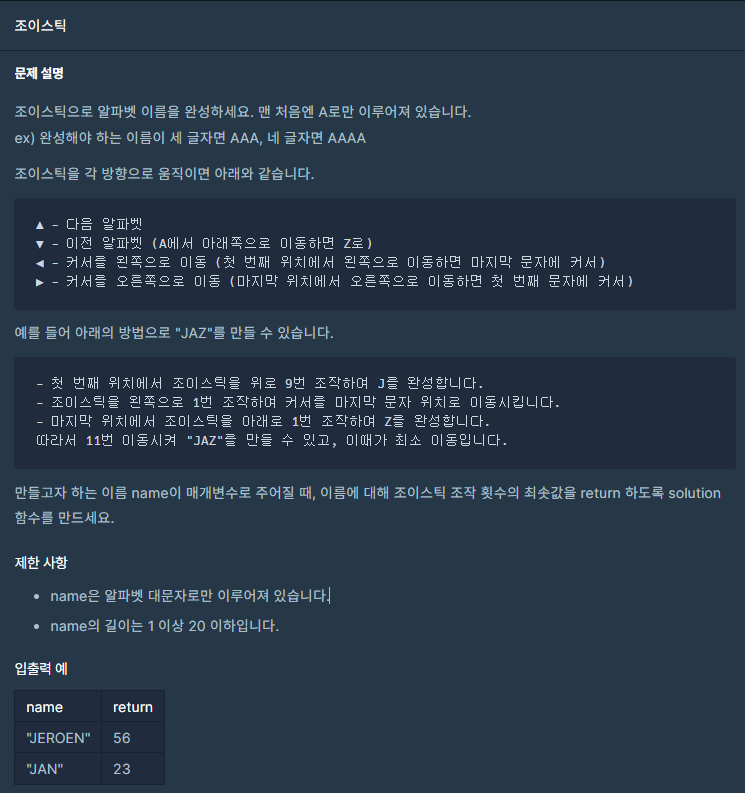 조이스틱
문제 설명
조이스틱으로 알파벳 이름을 완성하세요. 맨 처음엔 A로만 이루어져 있습니다.
ex) 완성해야 하는 이름이 세 글자면 AAA, 네 글자면 AAAA
조이스틱을 각 방향으로 움직이면 아래와 같습니다.
▲ - 다음 알파벳
▼ - 이전 알파벳 (A에서 아래쪽으로 이동하면 Z로)
◀ - 커서를 왼쪽으로 이동 (첫 번째 위치에서 왼쪽으로 이동하면 마지막 문자에 커서)
▶ - 커서를 오른쪽으로 이동 (마지막 위치에서 오른쪽으로 이동하면 첫 번째 문자에 커서)
예를 들어 아래의 방법으로 "JAZ"를 만들 수 있습니다.
- 첫 번째 위치에서 조이스틱을 위로 9번 조작하여 J를 완성합니다.
- 조이스틱을 왼쪽으로 1번 조작하여 커서를 마지막 문자 위치로 이동시킵니다.
- 마지막 위치에서 조이스틱을 아래로 1번 조작하여 Z를 완성합니다.
따라서 11번 이동시켜 "JAZ"를 만들 수 있고, 이때가 최소 이동입니다.
만들고자 하는 이름 name이 매개변수로 주어질 때, 이름에 대해 조이스틱 조작 횟수의 최솟값을 return 하도록 solution
함수를 만드세요.
제한 사항
• name은 알파벳 대문자로만 이루어져 있습니다.
• name의 길이는 1 이상 20 이하입니다.
입출력 예
name return
"JEROEN" 56
"JAN" 23